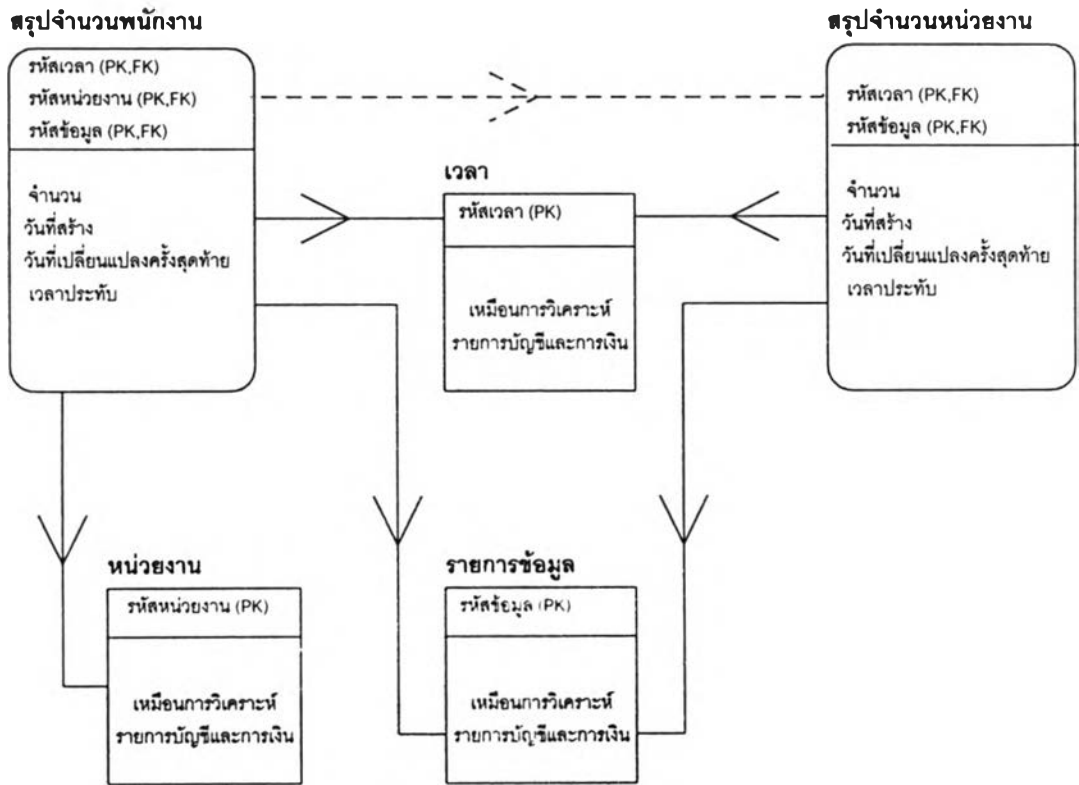 สรุปจำนวนพนักงาน
รหัสเวลา (PK,FK)
รหัสหน่วยงาน (PK,FK)
รหัสข้อมูล (PK,FK)
จำนวน
วันที่สร้าง
วันที่เปลี่ยนแปลงครั้งสุดท้าย
เวลาประทับ
สรุปจำนวนหน่วยงาน
รหัสเวลา (PK,FK)
รหัสข้อมูล (PK,FK)
จำนวน
วันที่สร้าง
วันที่เปลี่ยนแปลงครั้งสุดท้าย
เวลาประทับ
เวลา
รหัสเวลา (PK)
เหมือนการวิเคราะห์
รายการบัญชีและการเงิน
หน่วยงาน
รหัสหน่วยงาน (PK)
เหมือนการวิเคราะห์
รายการบัญชีและการเงิน
รายการข้อมูล
รหัสข้อมูล (PK)
เหมือนการวิเคราะห์
รายการบัญชีและการเงิน